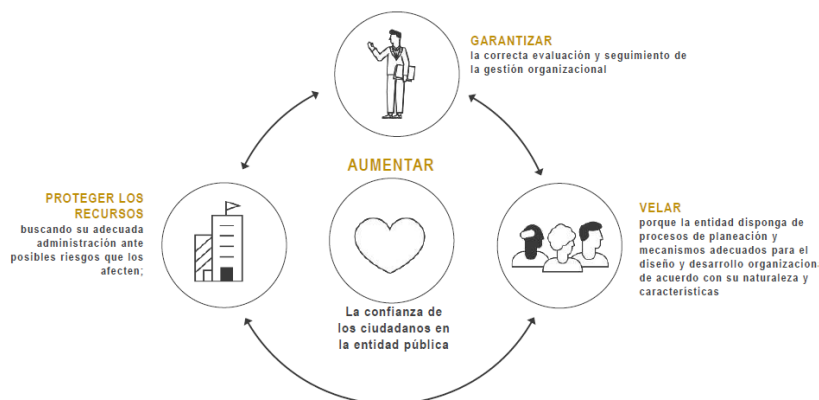 GARANTIZAR
la correcta evaluación y seguimiento de
la gestión organizacional
AUMENTAR
PROTEGER LOS
RECURSOS
buscando su adecuada
administración ante
posibles riesgos que los
afecten;
VELAR
porque la entidad disponga de
procesos de planeación y
mecanismos adecuados para el
diseño y desarrollo organizacion
de acuerdo con su naturaleza y
características
La confianza de
los ciudadanos en
la entidad pública